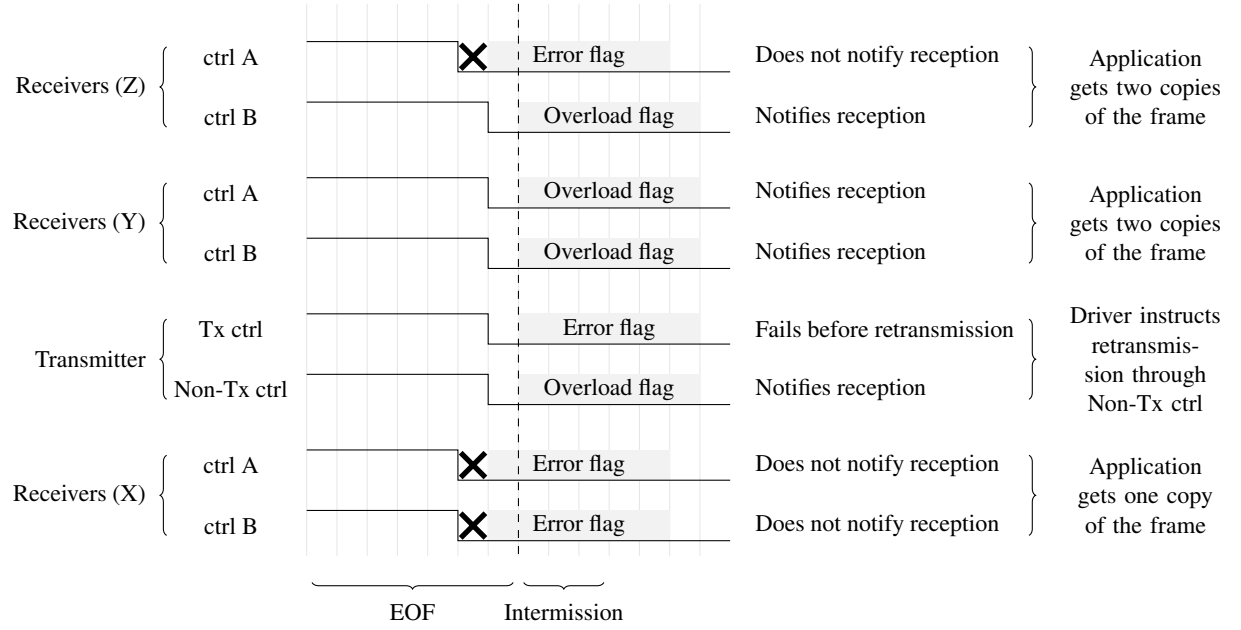 Receivers (Z)
ctrl A
Error flag
Does not notify reception
ctrl B
Overload flag
Notifies reception
Application
gets two copies
of the frame
Receivers (Y)
ctrl A
Overload flag
Notifies reception
ctrl B
Overload flag
Notifies reception
Application
gets two copies
of the frame
Transmitter
Tx ctrl
Error flag
Fails before retransmission
Non-Tx ctrl
Overload flag
Notifies reception
Driver instructs
retransmis-
sion through
Non-Tx ctrl
Receivers (X)
ctrl A
Error flag
Does not notify reception
ctrl B
Error flag
Does not notify reception
Application
gets one copy
of the frame
EOF
Intermission